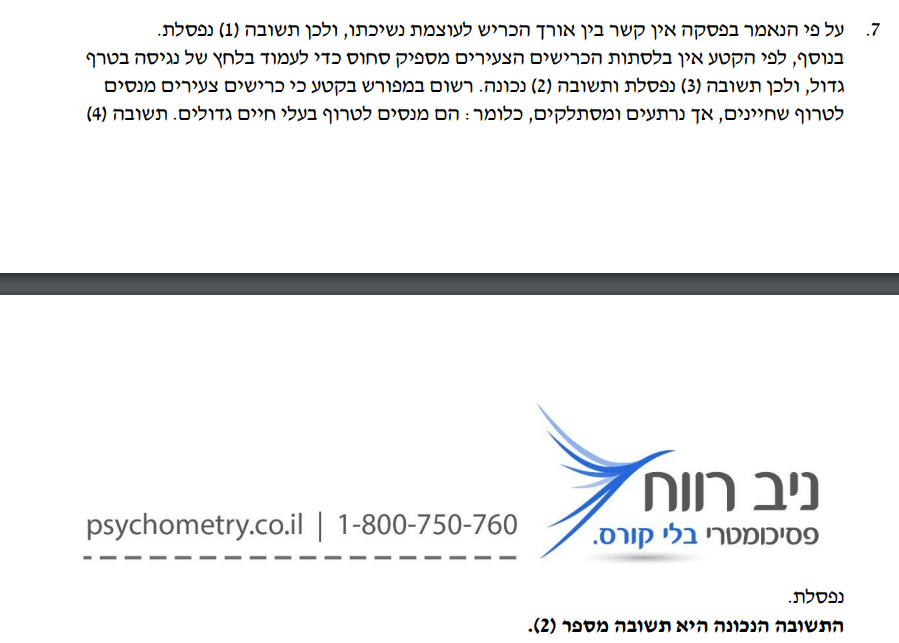 7. על פי הנאמר בפסקה אין קשר בין אורך הכריש לעוצמת נשיכתו, ולכן תשובה (1) נפסלת.
בנוסף, לפי הקטע אין בלסתות הכרישים הצעירים מספיק סחוס כדי לעמוד בלחץ של נגיסה בטרף
גדול, ולכן תשובה (3) נפסלת ותשובה (2) נכונה. רשום במפורש בקטע כי כרישים צעירים מנסים
לטרוף שחיינים, אך נרתעים ומסתלקים, כלומר: הם מנסים לטרוף בעלי חיים גדולים. תשובה (4)
ניב רווח
פסיכומטרי בלי קורס.
psychometry.co.il | 1-800-750-760
נפסלת.
התשובה הנכונה היא תשובה מספר (2).